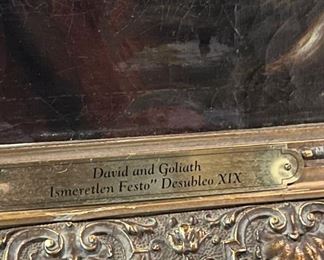 David and Goliath
Ismeretlen Festo" Desubleo XIX